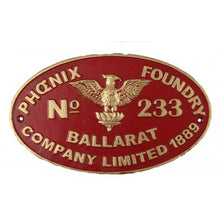 PHŒNIX FOUNDRY
Nº 233
BALLARAT
COMPANY LIMITED 1889